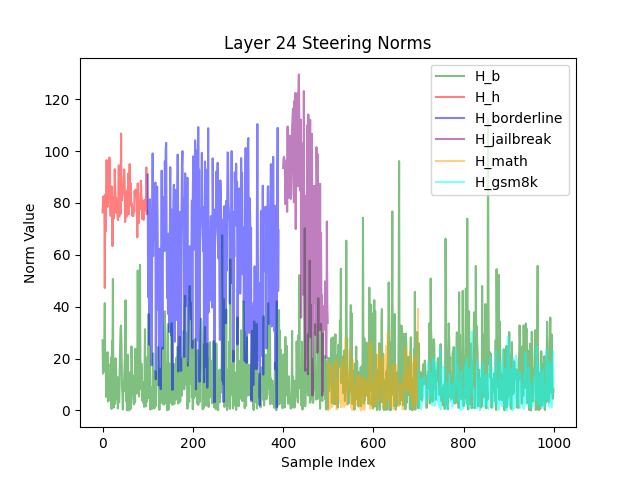 Layer 24 Steering Norms
Norm Value
120
100
80
60
40
20
0
H_b
H_h
H_borderline
H_jailbreak
H_math
H_gsm8k
0
200
400
600
800
1000
Sample Index